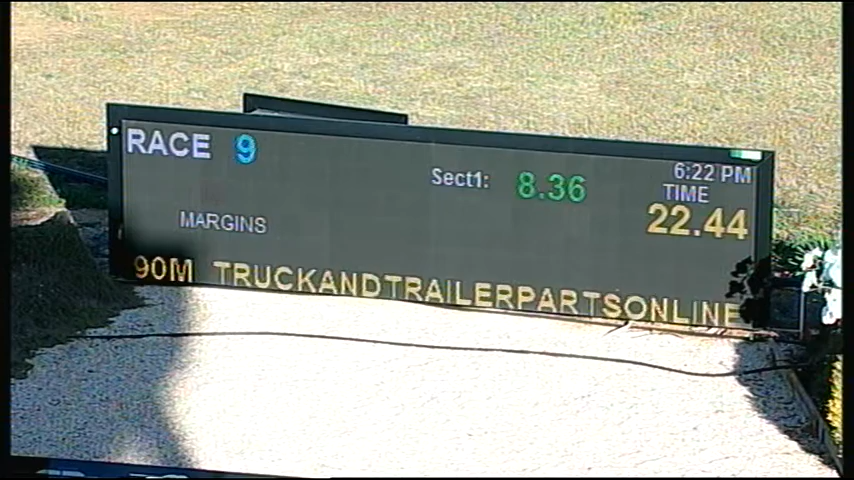 RACE 9
6:22 PM
Sect1: 8.36
TIME
22.44
MARGINS
90M TRUCKANDTRAILERPARTSONLINE